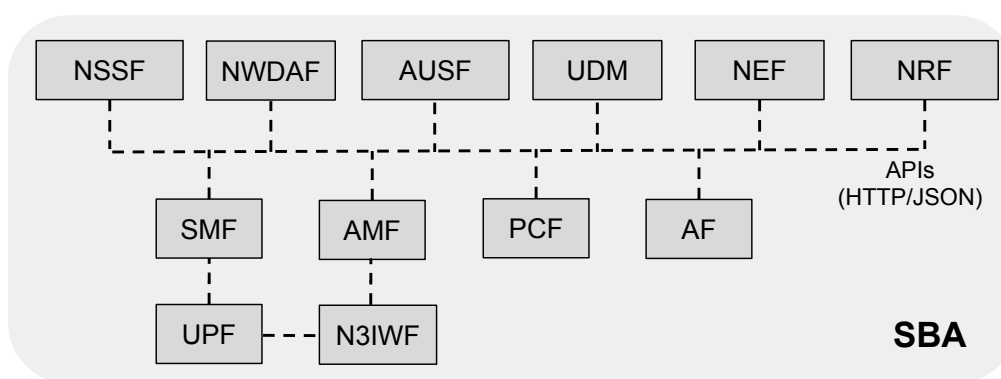 NSSF
NWDAF
AUSF
UDM
NEF
NRF
APIs
(HTTP/JSON)
SMF
AMF
PCF
AF
UPF
N3IWF
SBA